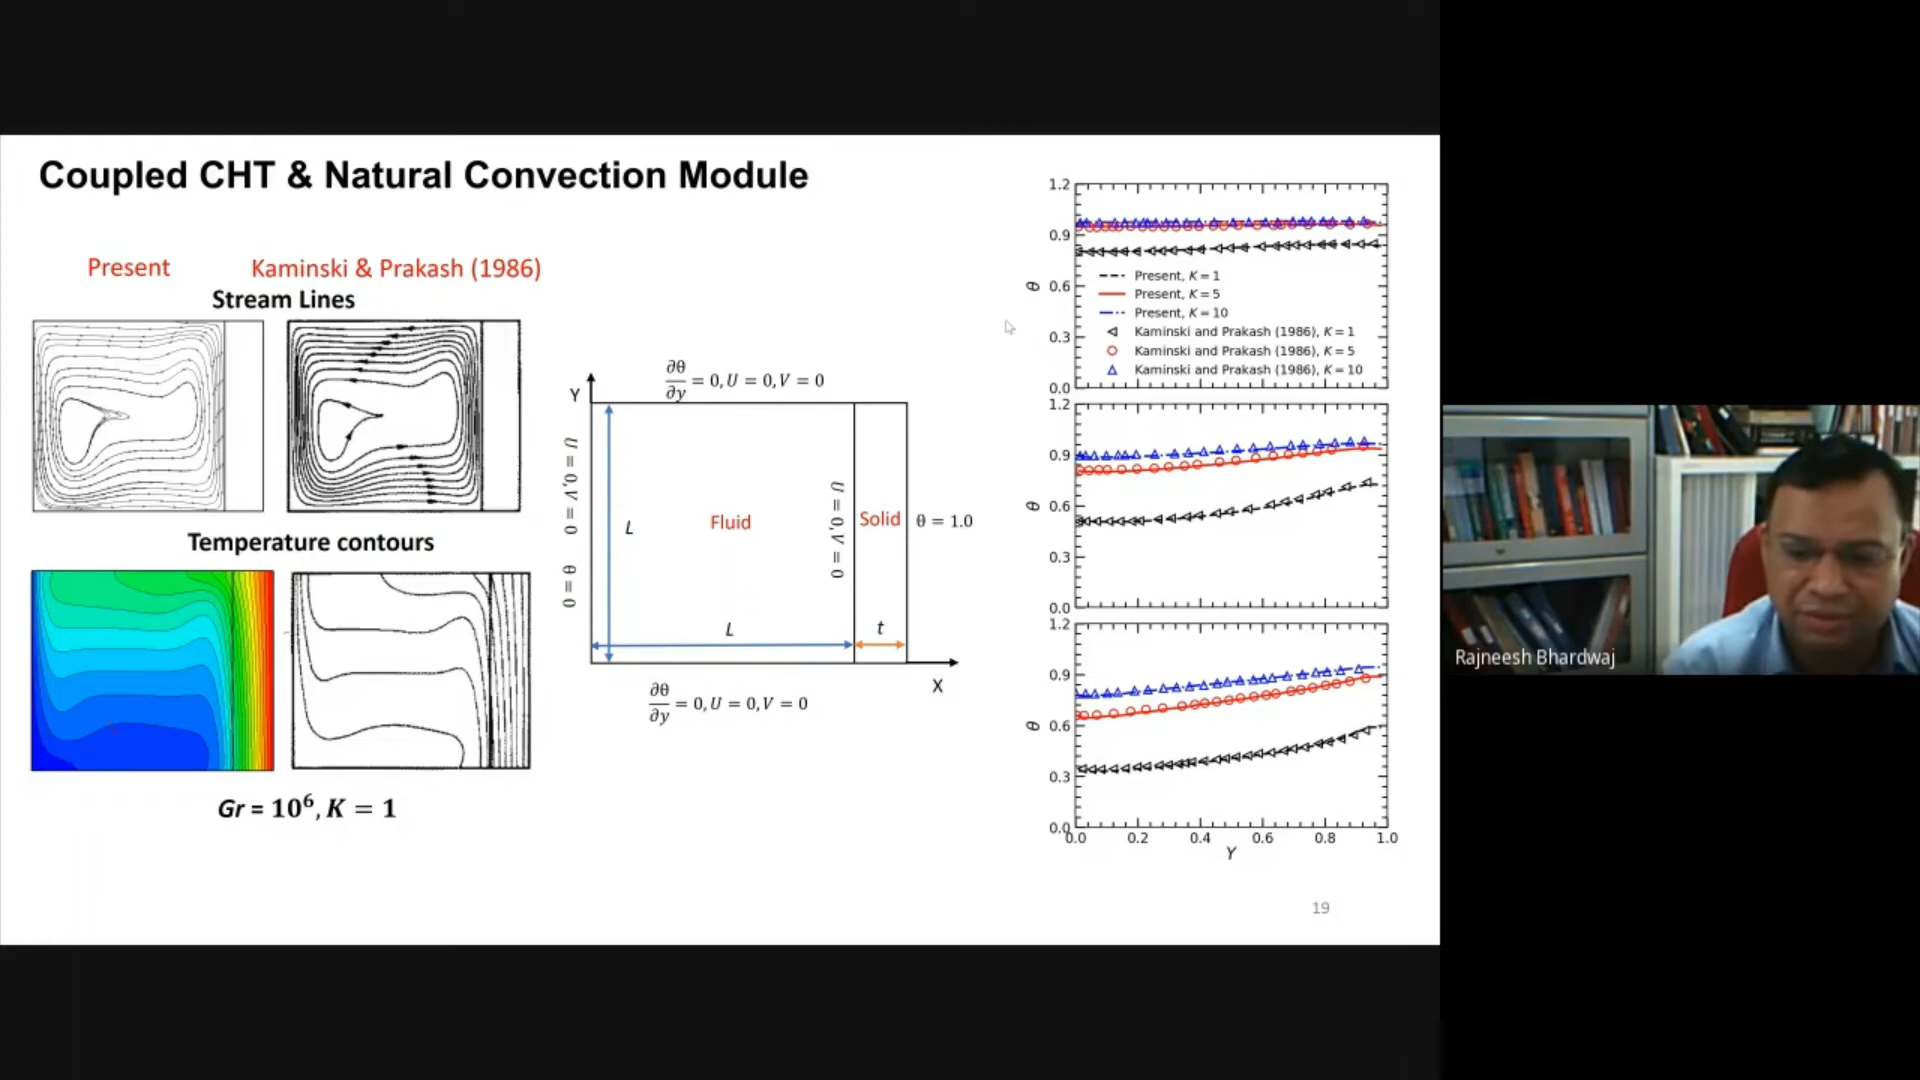 Coupled CHT & Natural Convection Module
Present
Kaminski & Prakash (1986)
Stream Lines
Temperature contours
Gr = 10⁶, K = 1
Y
∂θ/∂y = 0, U = 0, V = 0
θ = 0 U = 0, V = 0
L
Fluid
U = 0, V = 0
Solid
θ = 1.0
L
t
X
∂θ/∂y = 0, U = 0, V = 0
1.2
0.9
0.6
0.3
0.0
θ
Present, K = 1
Present, K = 5
Present, K = 10
Kaminski and Prakash (1986), K = 1
Kaminski and Prakash (1986), K = 5
Kaminski and Prakash (1986), K = 10
1.2
0.9
0.6
0.3
0.0
θ
1.2
0.9
0.6
0.3
0.0
θ
0.0 0.2 0.4 0.6 0.8 1.0
Y
19
Rajneesh Bhardwaj